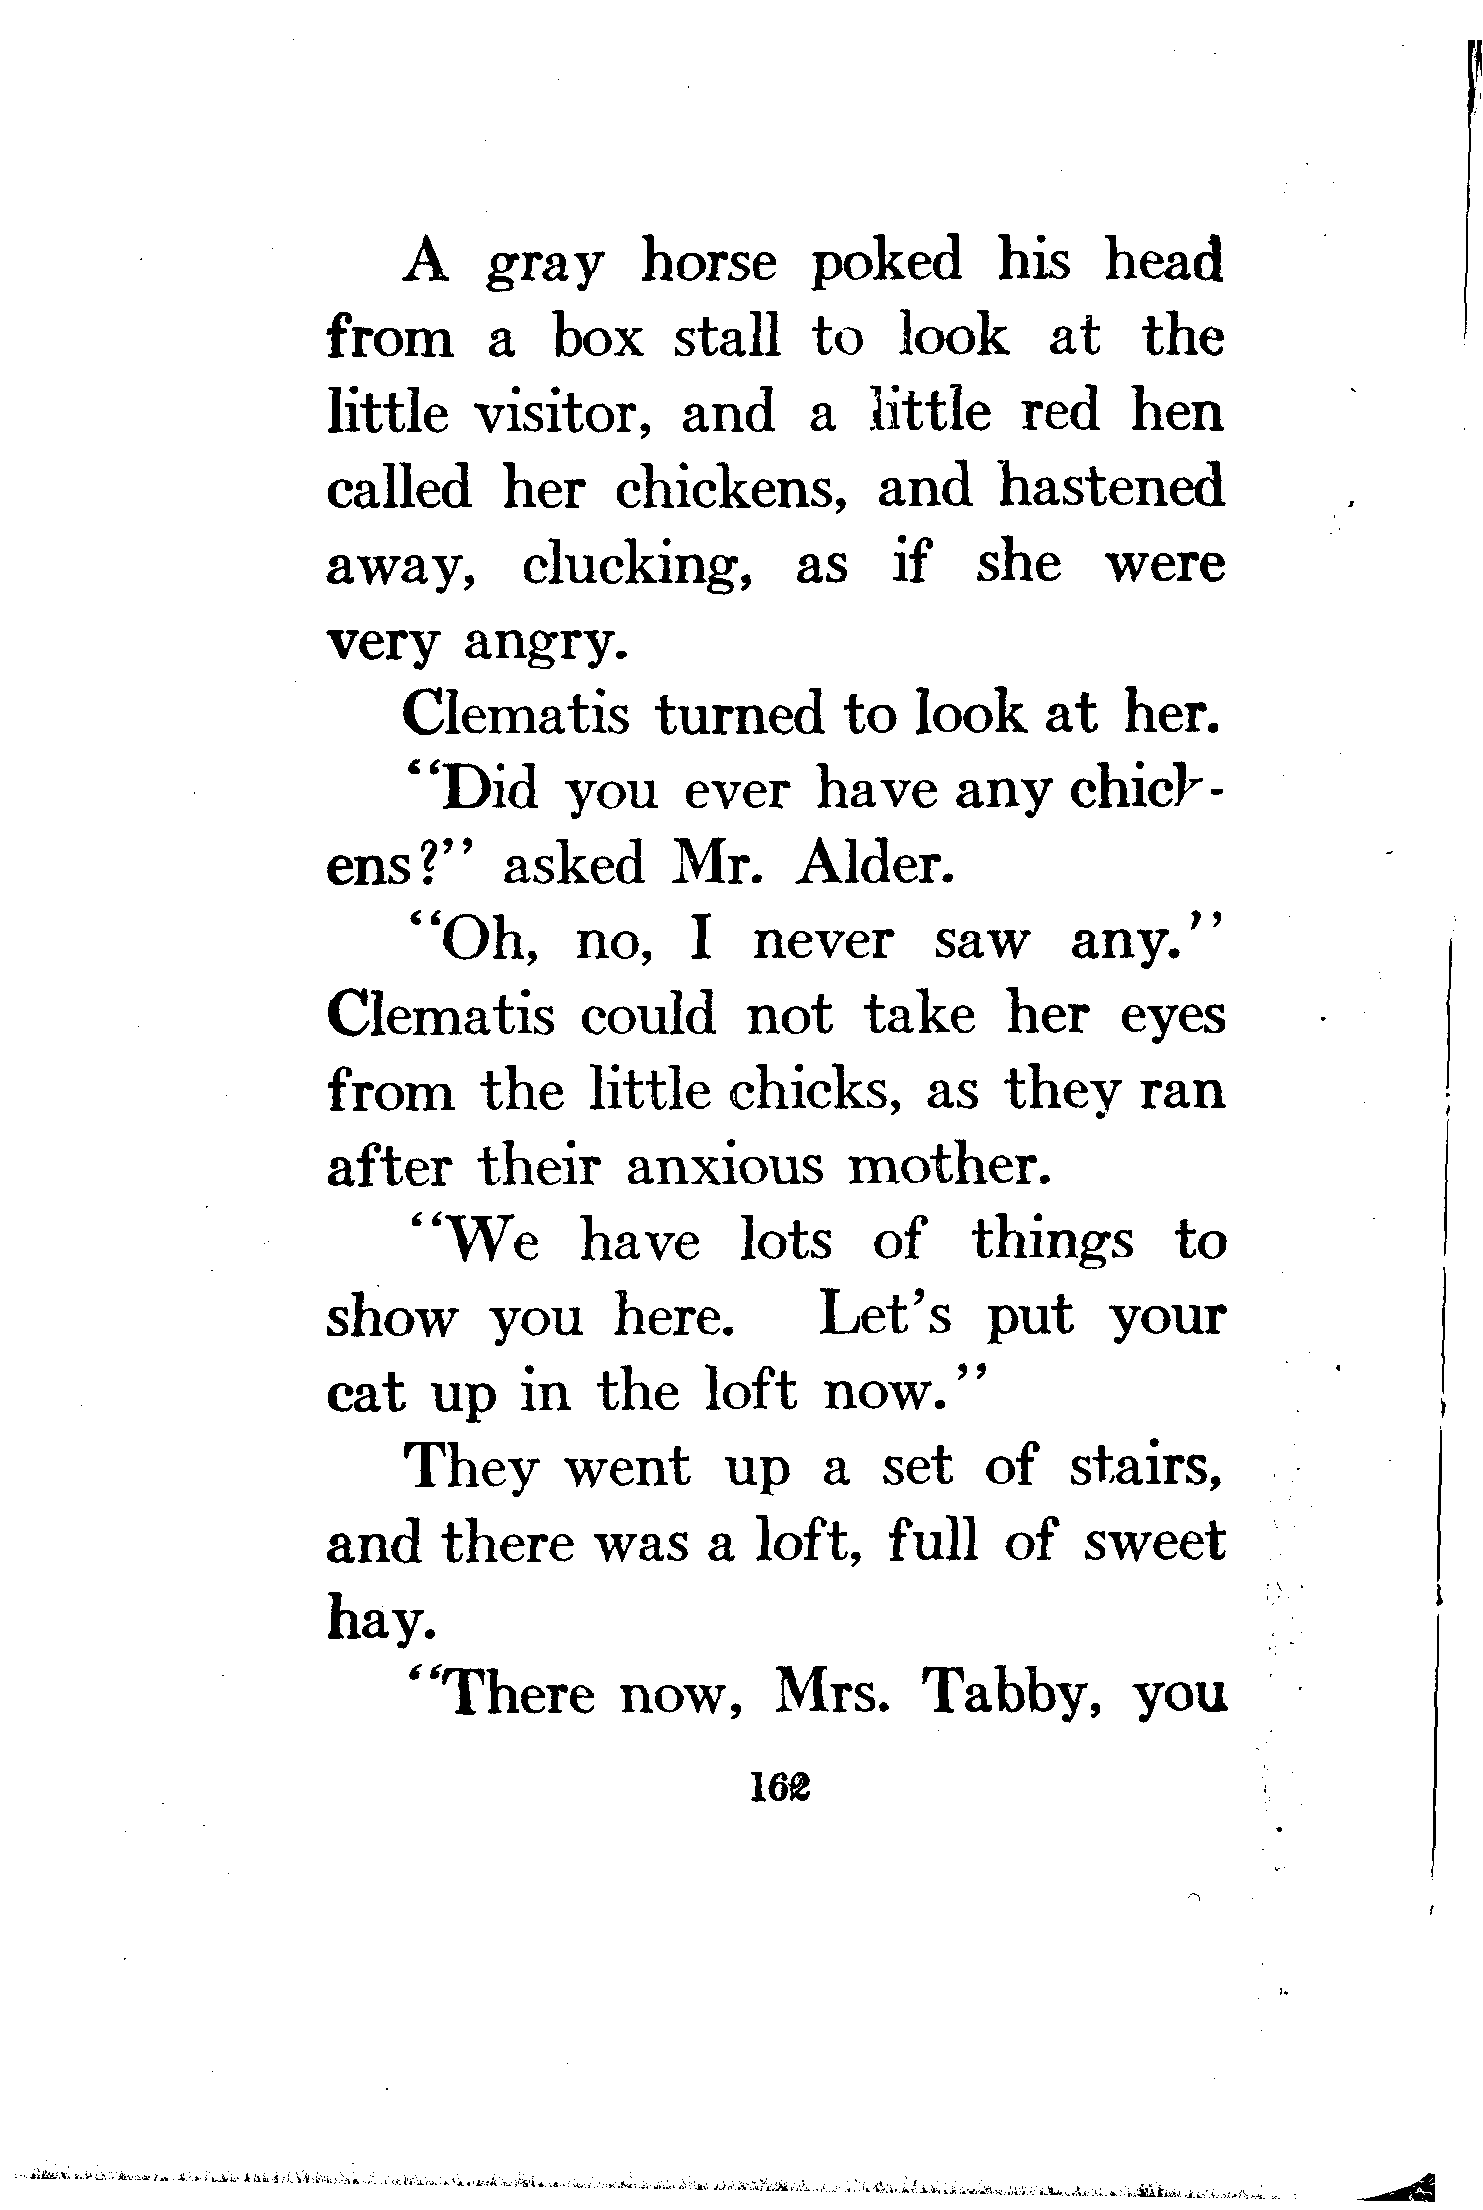 A gray horse poked his head
from a box stall to look at the
little visitor, and a little red hen
called her chickens, and hastened
away, clucking, as if she were
very angry.
Clematis turned to look at her.
"Did you ever have any chick-
ens?" asked Mr. Alder.
"Oh, no, I never saw any."
Clematis could not take her eyes
from the little chicks, as they ran
after their anxious mother.
"We have lots of things to
show you here. Let's put your
cat up in the loft now."
They went up a set of stairs,
and there was a loft, full of sweet
hay.
"There now, Mrs. Tabby, you
162